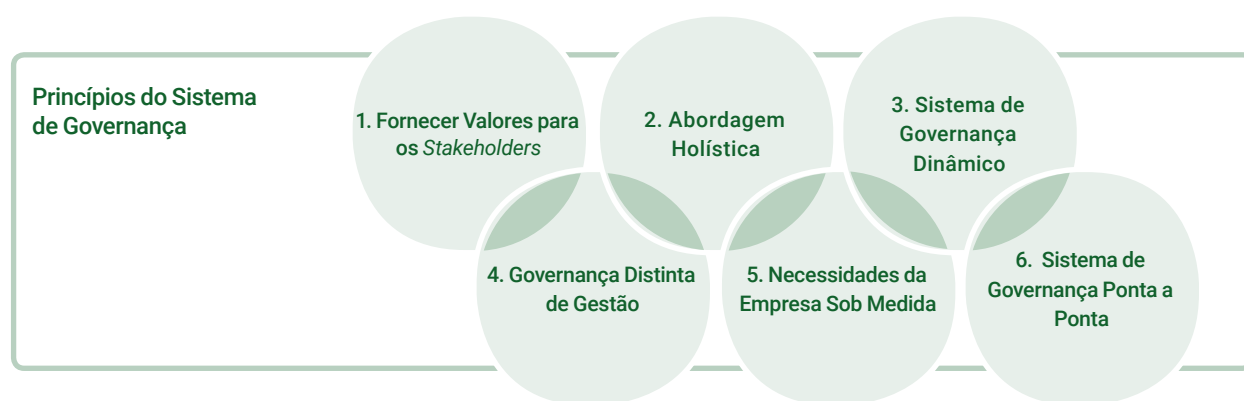 Princípios do Sistema
de Governança
1. Fornecer Valores para
os Stakeholders
2. Abordagem
Holística
3. Sistema de
Governança
Dinâmico
4. Governança Distinta
de Gestão
5. Necessidades da
Empresa Sob Medida
6. Sistema de
Governança Ponta a
Ponta